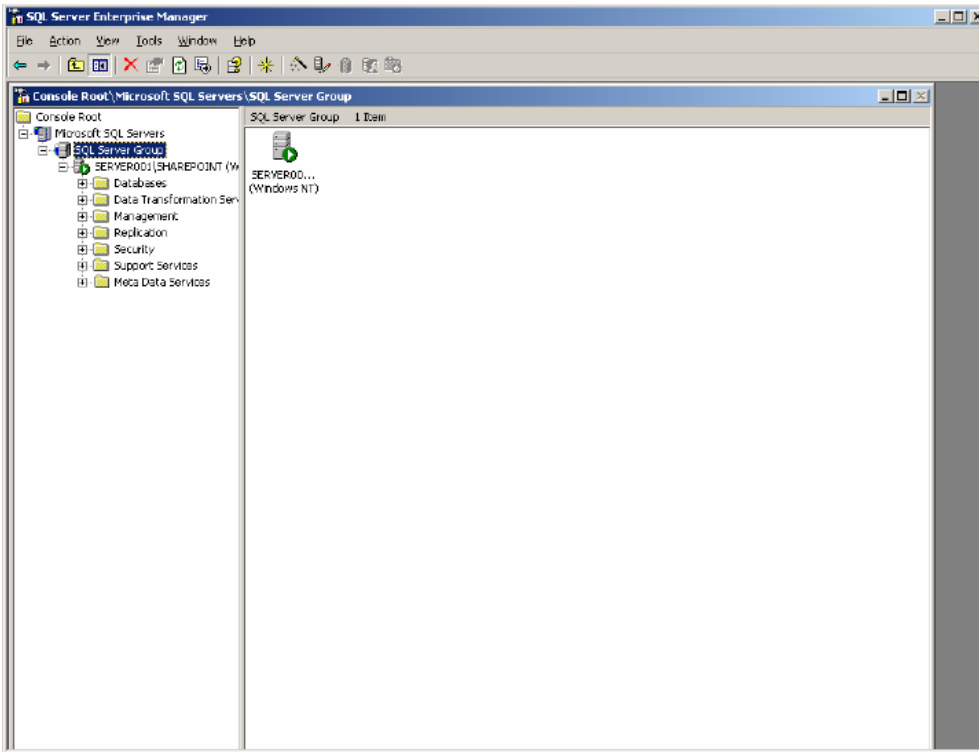 SQL Server Enterprise Manager
File Action View Tools Window Help
Console Root\Microsoft SQL Servers\SQL Server Group
Console Root
Microsoft SQL Servers
SQL Server Group
SERVER001\SHAREPOINT (W
Databases
Data Transformation Serv
Management
Replication
Security
Support Services
Meta Data Services
SQL Server Group 1 Item
SERVER00...
(Windows NT)